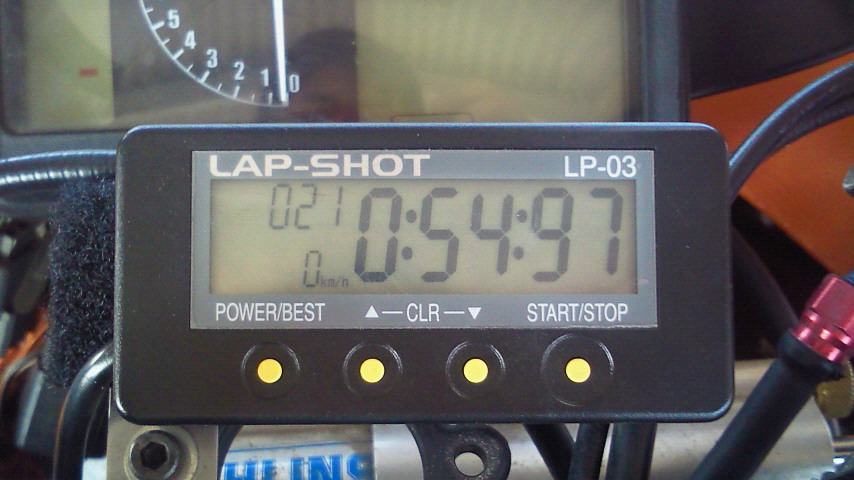 5
4
3
2
1
0
LAP-SHOT LP-03
021 0:54:97
0km/h
POWER/BEST ▲—CLR—▼ START/STOP
HLINS